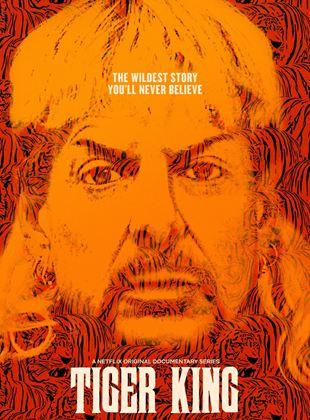 THE WILDEST STORY
YOU'LL NEVER BELIEVE
A NETFLIX ORIGINAL DOCUMENTARY SERIES
TIGER KING